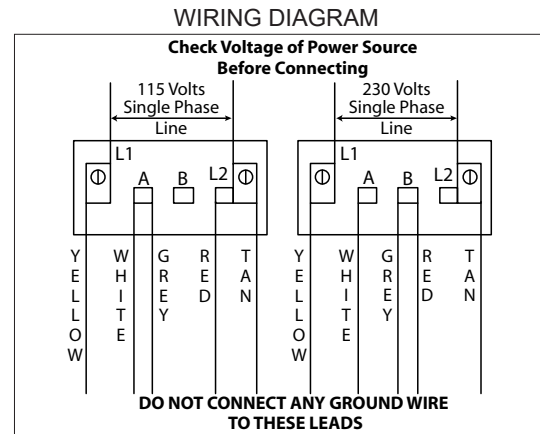 WIRING DIAGRAM
Check Voltage of Power Source
Before Connecting
115 Volts
Single Phase
Line
L1
A
B
L2
YELLOW
WHITE
GREY
RED
TAN
230 Volts
Single Phase
Line
L1
A
B
L2
YELLOW
WHITE
GREY
RED
TAN
DO NOT CONNECT ANY GROUND WIRE
TO THESE LEADS